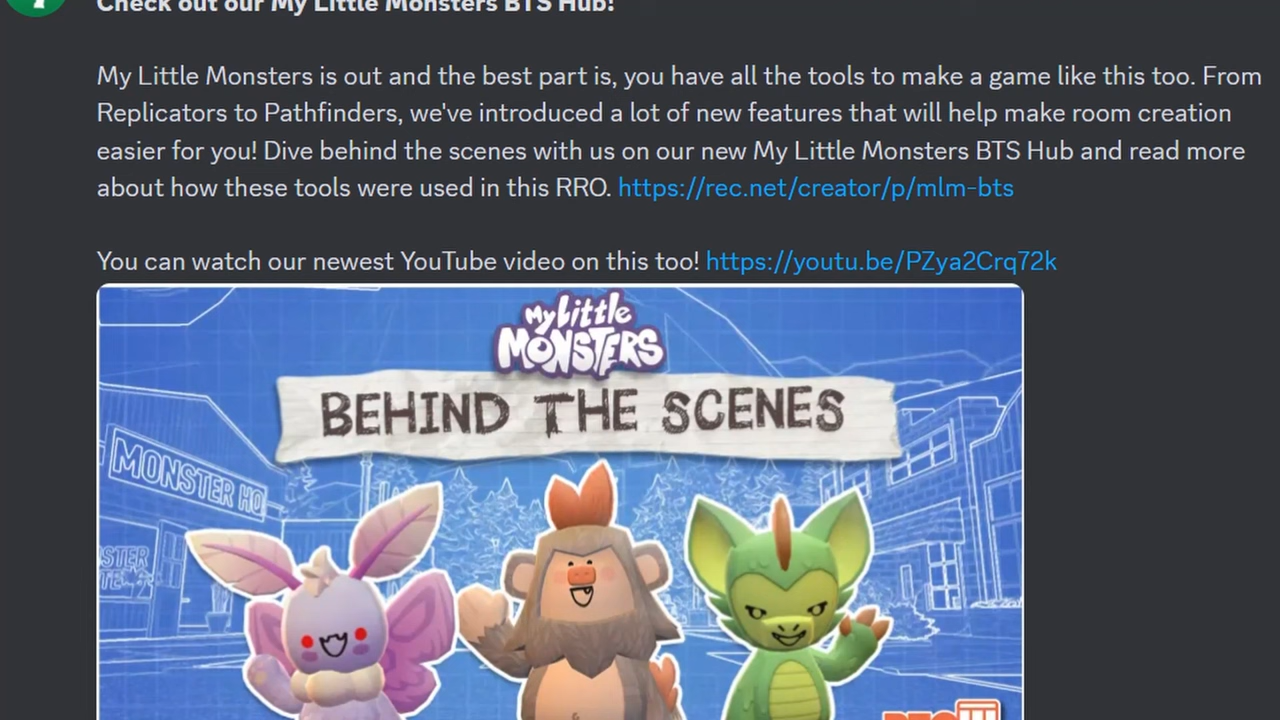 Check out our My Little Monsters BTS Hub!
My Little Monsters is out and the best part is, you have all the tools to make a game like this too. From
Replicators to Pathfinders, we've introduced a lot of new features that will help make room creation
easier for you! Dive behind the scenes with us on our new My Little Monsters BTS Hub and read more
about how these tools were used in this RRO. https://rec.net/creator/p/mlm-bts
You can watch our newest YouTube video on this too! https://youtu.be/PZya2Crq72k
My Little
MONSTERS
BEHIND THE SCENES
MONSTER HO